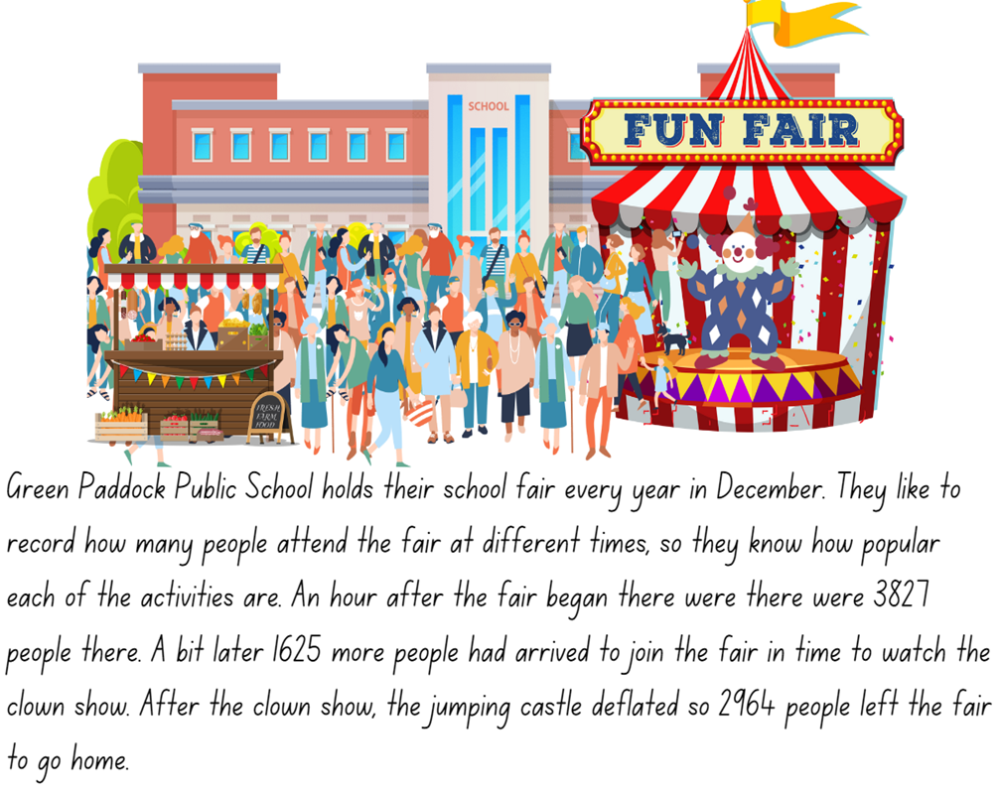 SCHOOL
FUN FAIR
FRESH
FARM
FOOD
Green Paddock Public School holds their school fair every year in December. They like to
record how many people attend the fair at different times, so they know how popular
each of the activities are. An hour after the fair began there were there were 3827
people there. A bit later 1625 more people had arrived to join the fair in time to watch the
clown show. After the clown show, the jumping castle deflated so 2964 people left the fair
to go home.